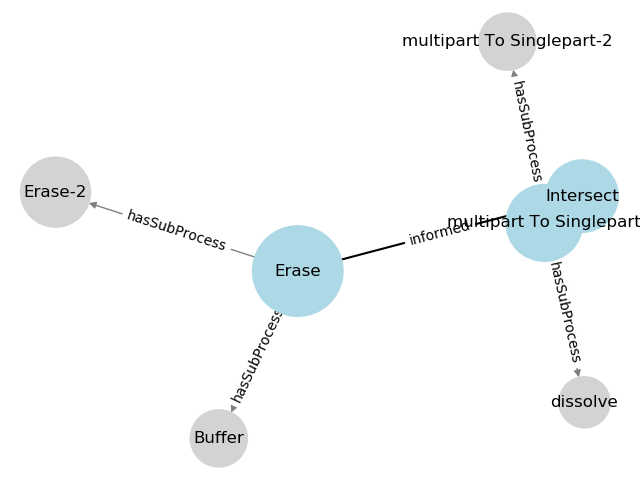 multipart To Singlepart-2
hasSubProcess
Erase-2
Intersect
hasSubProcess
informed
multipart To Singlepart
Erase
hasSubProcess
hasSubProcess
dissolve
Buffer